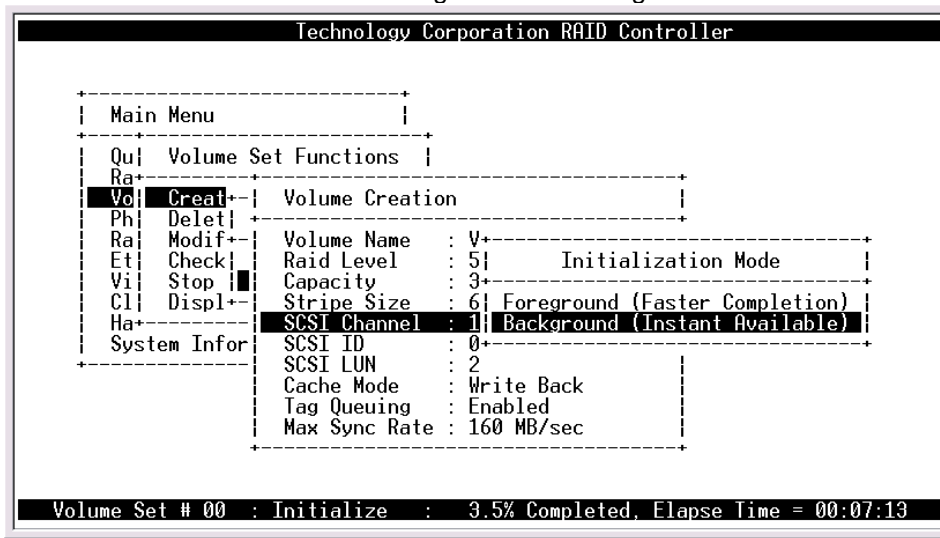 Technology Corporation RAID Controller
Main Menu
Qu Volume Set Functions
Ra
Vo Creat Volume Creation
Ph Delet
Ra Modif Volume Name : V
Et Check Raid Level : 5 Initialization Mode
Vi Stop Capacity : 3
Cl Displ Stripe Size : 6 Foreground (Faster Completion)
Ha SCSI Channel : 1 Background (Instant Available)
System Infor SCSI ID : 0
SCSI LUN : 2
Cache Mode : Write Back
Tag Queuing : Enabled
Max Sync Rate : 160 MB/sec
Volume Set # 00 : Initialize : 3.5% Completed, Elapse Time = 00:07:13